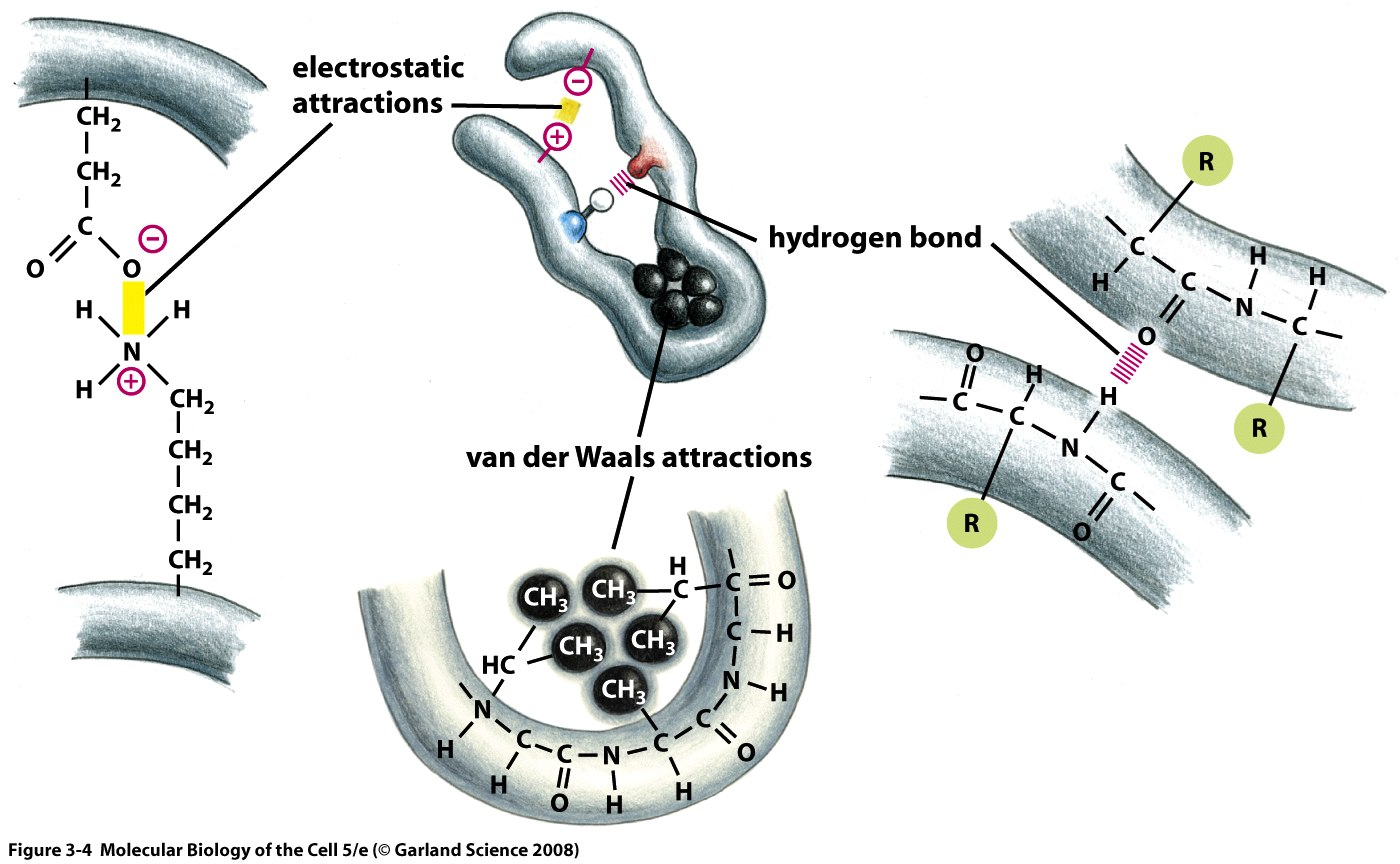 electrostatic
attractions
hydrogen bond
van der Waals attractions
CH2
CH2
C
O
O
−
H
H
N
H
+
CH2
CH2
CH2
CH2
−
+
R
C
H
C
O
N
H
C
H
R
O
C
H
C
H
N
R
C
O
CH3
CH3
CH3
CH3
CH3
H
C
C=O
C
H
N
H
HC
N
H
C
H
C
O
N
H
C
H
C
O
Figure 3-4 Molecular Biology of the Cell 5/e (© Garland Science 2008)